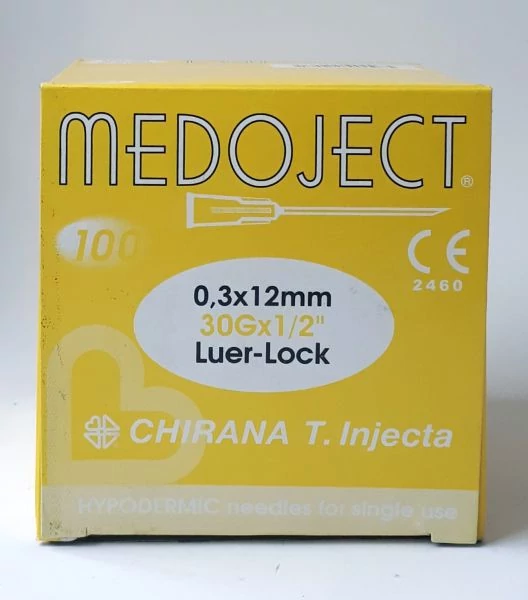 MEDOJECT®
100
CE
2460
0,3x12mm
30Gx1/2"
Luer-Lock
CHIRANA T. Injecta
HYPODERMIC needles for single use